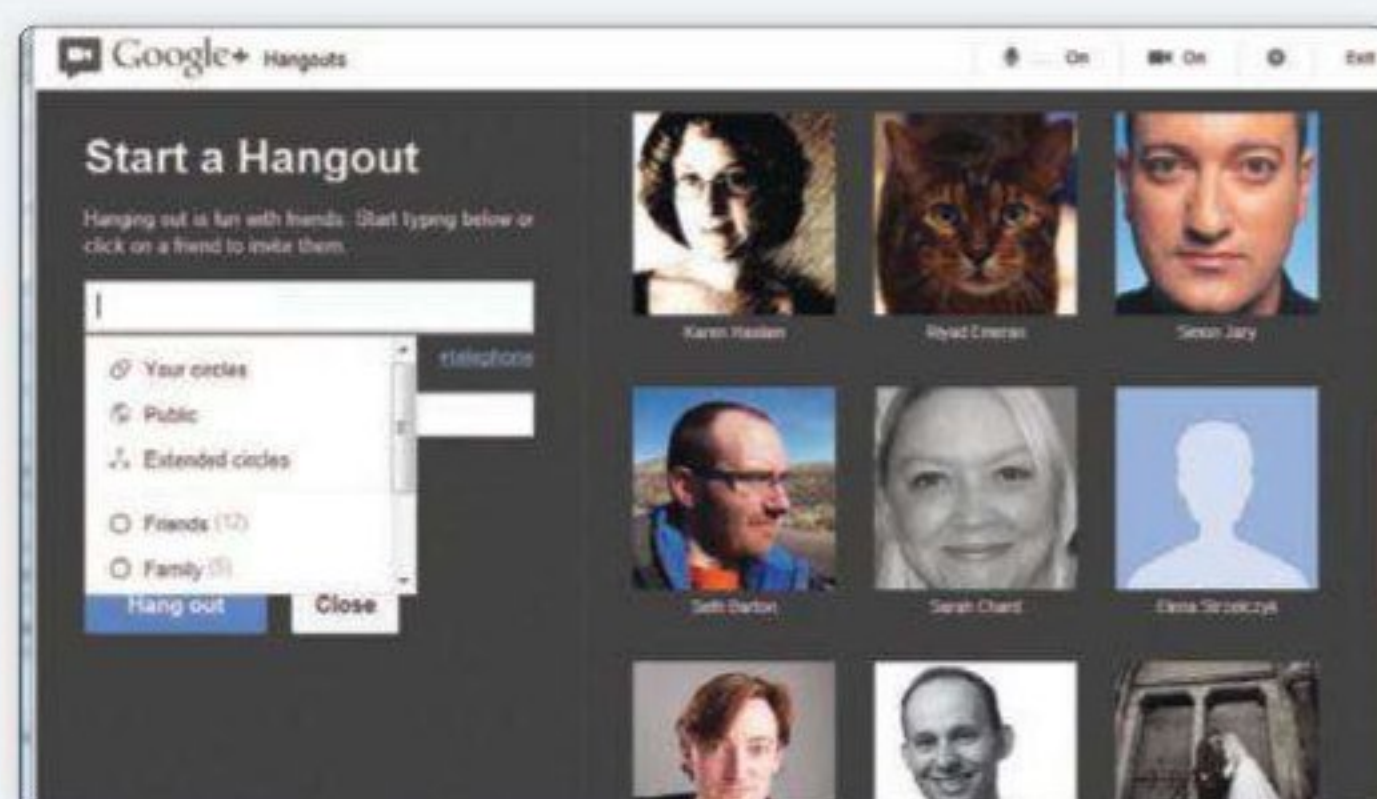 Google+ Hangouts
On
On
Exit
Start a Hangout
Hanging out is fun with friends. Start typing below or
click on a friend to invite them.
Your circles
+telephone
Public
Extended circles
Friends (12)
Family (5)
Hang out
Close
Karen Haslam
Riyad Emeran
Simon Jary
Seth Barton
Sarah Chard
Elena Strzelczyk